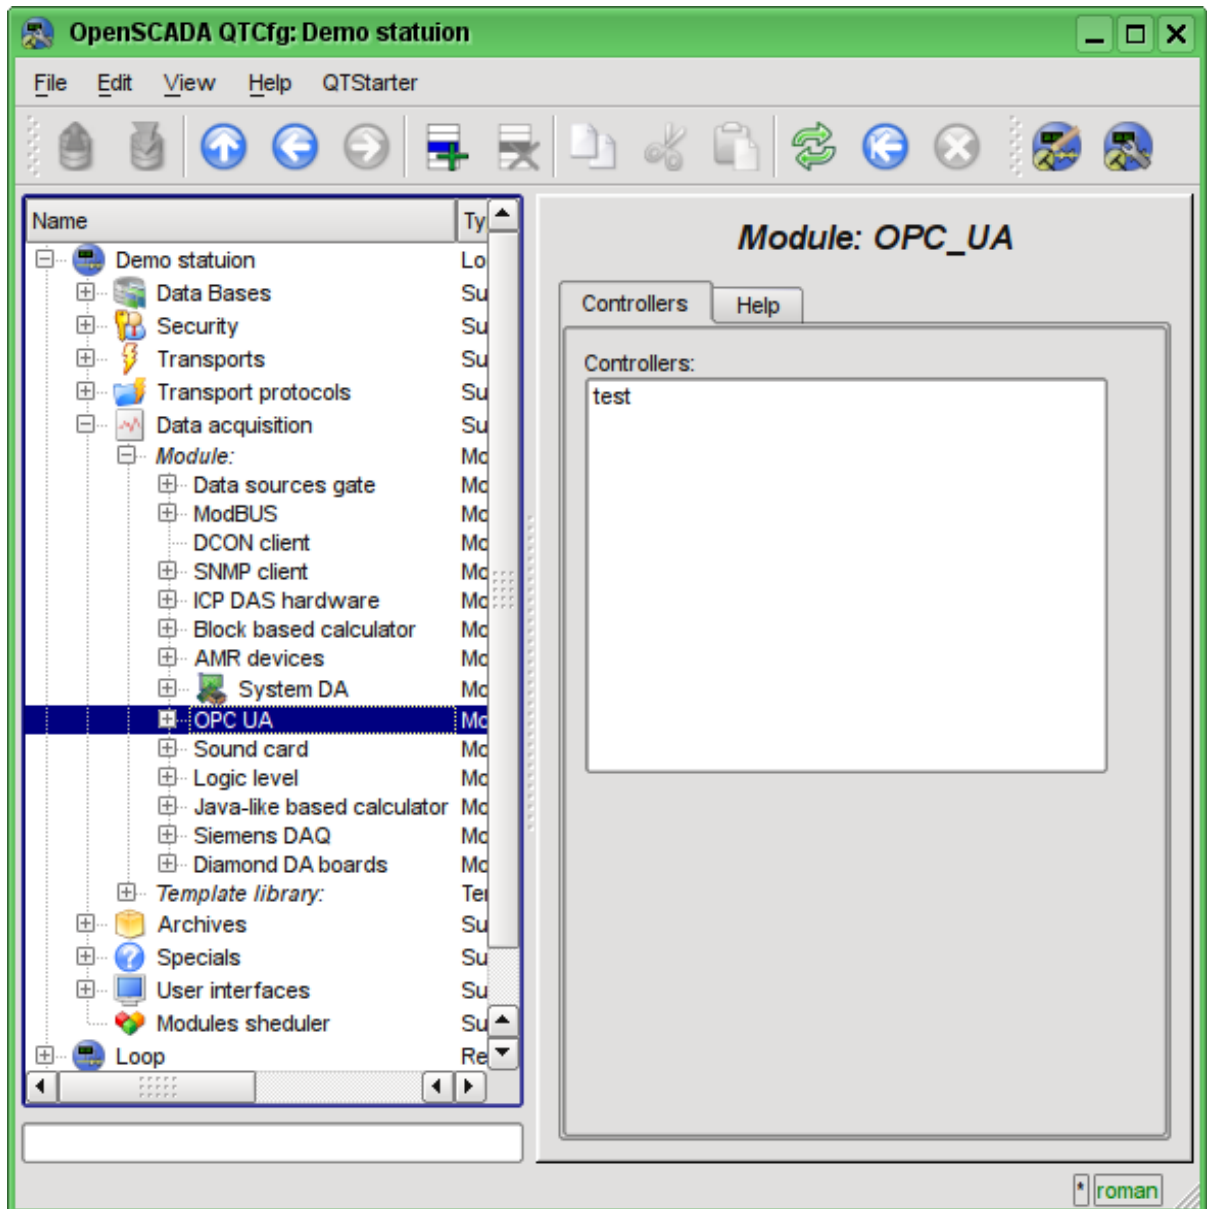 OpenSCADA QTCfg: Demo statuion
File Edit View Help QTStarter
Name Ty
Demo statuion Lo
Data Bases Su
Security Su
Transports Su
Transport protocols Su
Data acquisition Su
Module: Mo
Data sources gate Mo
ModBUS Mo
DCON client Mo
SNMP client Mo
ICP DAS hardware Mo
Block based calculator Mo
AMR devices Mo
System DA Mo
OPC UA Mo
Sound card Mo
Logic level Mo
Java-like based calculator Mo
Siemens DAQ Mo
Diamond DA boards Mo
Template library: Te
Archives Su
Specials Su
User interfaces Su
Modules sheduler Su
Loop Re
Module: OPC_UA
Controllers Help
Controllers:
test
* roman